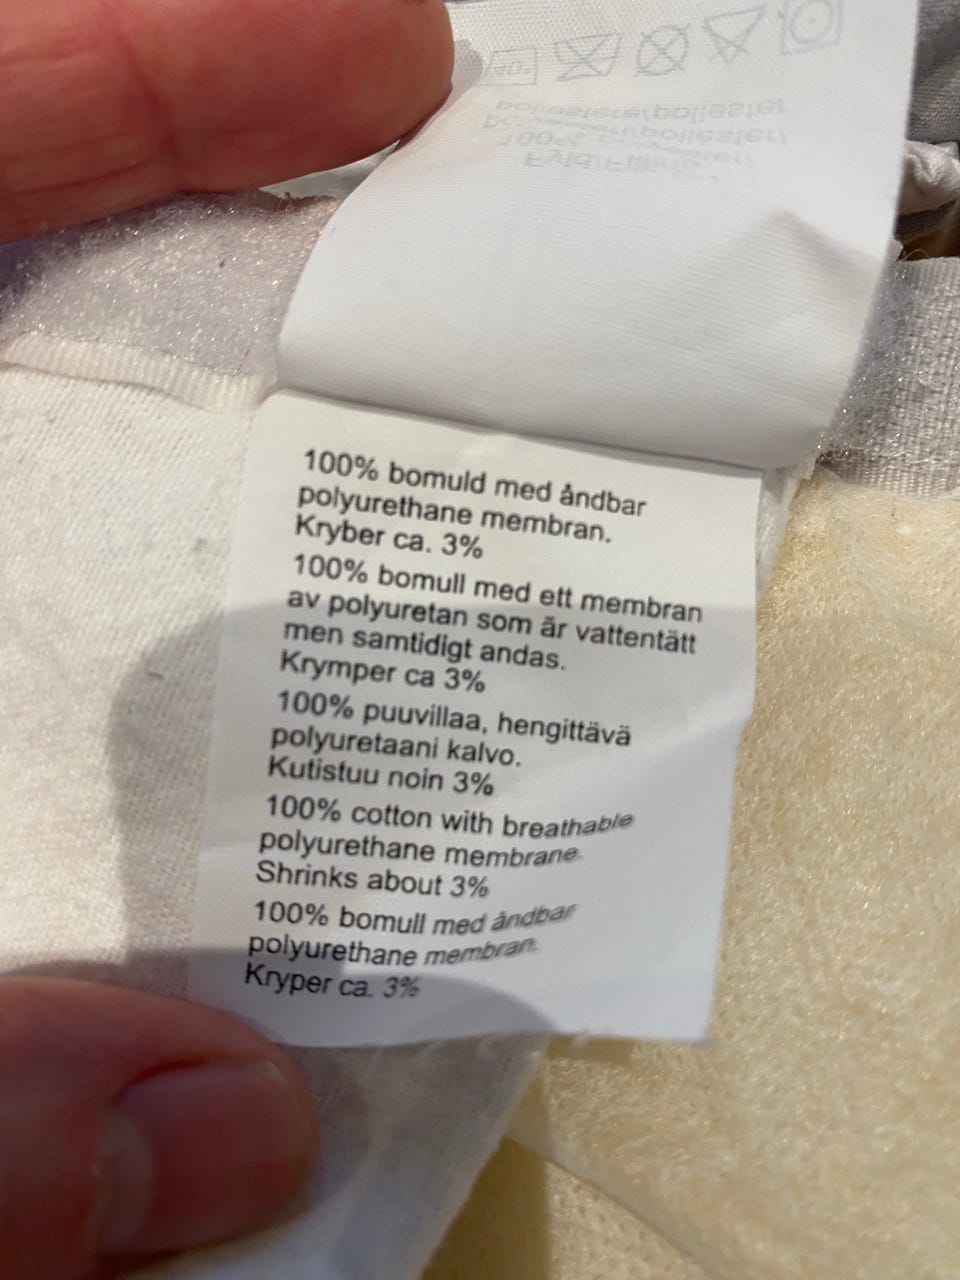 100% bomuld med åndbar
polyurethane membran.
Kryber ca. 3%
100% bomull med ett membran
av polyuretan som är vattentätt
men samtidigt andas.
Krymper ca 3%
100% puuvillaa, hengittävä
polyuretaani kalvo.
Kutistuu noin 3%
100% cotton with breathable
polyurethane membrane.
Shrinks about 3%
100% bomull med åndbar
polyurethane membran.
Kryper ca. 3%